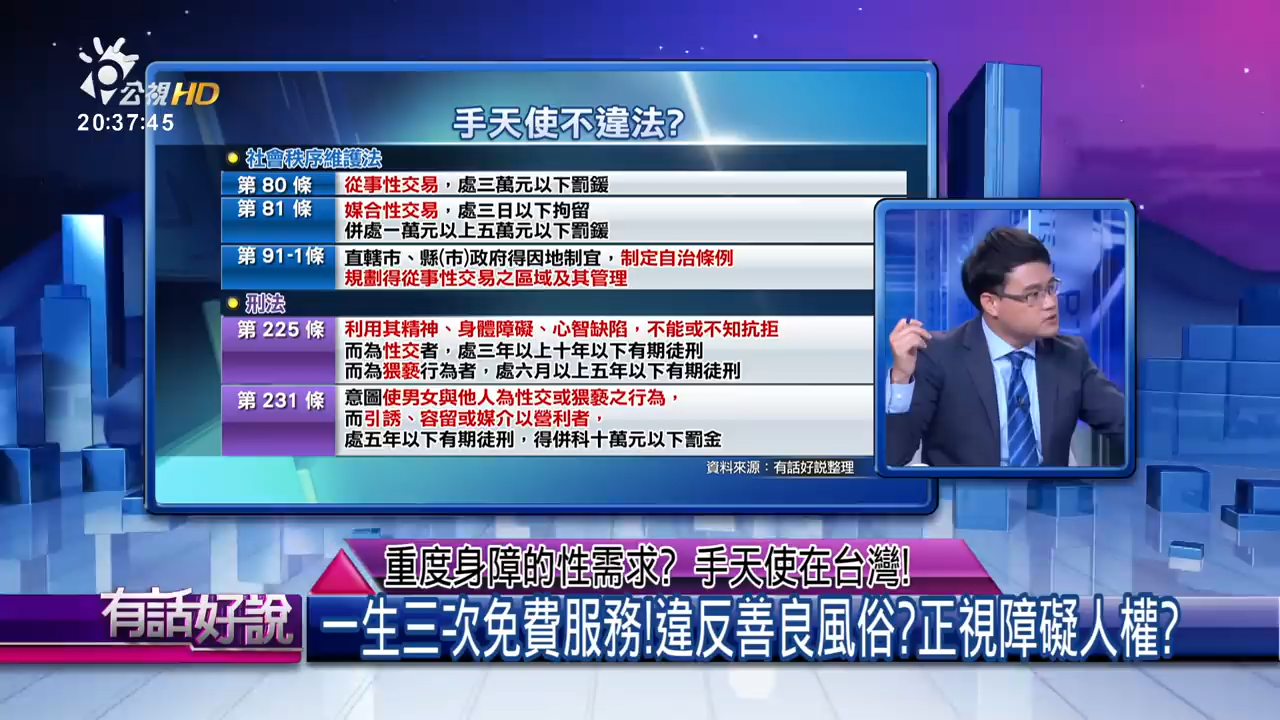 公視HD
20:37:45
手天使不違法?
社會秩序維護法
第 80 條 從事性交易，處三萬元以下罰鍰
第 81 條 媒合性交易，處三日以下拘留
併處一萬元以上五萬元以下罰鍰
第 91-1條 直轄市、縣(市)政府得因地制宜，制定自治條例
規劃得從事性交易之區域及其管理
刑法
第 225 條 利用其精神、身體障礙、心智缺陷，不能或不知抗拒
而為性交者，處三年以上十年以下有期徒刑
而為猥褻行為者，處六月以上五年以下有期徒刑
第 231 條 意圖使男女與他人為性交或猥褻之行為，
而引誘、容留或媒介以營利者，
處五年以下有期徒刑，得併科十萬元以下罰金
資料來源：有話好說整理
重度身障的性需求? 手天使在台灣!
有話好說
一生三次免費服務!違反善良風俗?正視障礙人權?